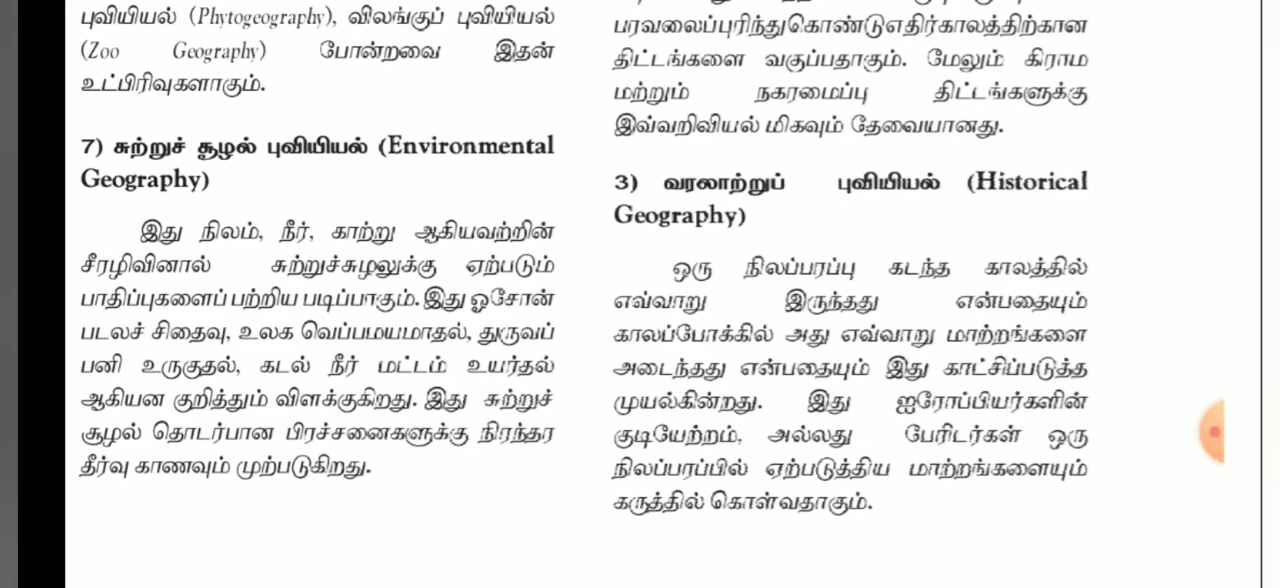 புவியியல் (Phytogeography), விலங்குப் புவியியல்
(Zoo Geography) போன்றவை இதன்
உட்பிரிவுகளாகும்.
7) சுற்றுச் சூழல் புவியியல் (Environmental
Geography)
இது நிலம், நீர், காற்று ஆகியவற்றின்
சீரழிவினால் சுற்றுச்சுழலுக்கு ஏற்படும்
பாதிப்புகளைப் பற்றிய படிப்பாகும். இது ஓசோன்
படலச் சிதைவு, உலக வெப்பமயமாதல், துருவப்
பனி உருகுதல், கடல் நீர் மட்டம் உயர்தல்
ஆகியன குறித்தும் விளக்குகிறது. இது சுற்றுச்
சூழல் தொடர்பான பிரச்சனைகளுக்கு நிரந்தர
தீர்வு காணவும் முற்படுகிறது.
பரவலைப்புரிந்துகொண்டுஎதிர்காலத்திற்கான
திட்டங்களை வகுப்பதாகும். மேலும் கிராம
மற்றும் நகரமைப்பு திட்டங்களுக்கு
இவ்வறிவியல் மிகவும் தேவையானது.
3) வரலாற்றுப் புவியியல் (Historical
Geography)
ஒரு நிலப்பரப்பு கடந்த காலத்தில்
எவ்வாறு இருந்தது என்பதையும்
காலப்போக்கில் அது எவ்வாறு மாற்றங்களை
அடைந்தது என்பதையும் இது காட்சிப்படுத்த
முயல்கின்றது. இது ஐரோப்பியர்களின்
குடியேற்றம், அல்லது பேரிடர்கள் ஒரு
நிலப்பரப்பில் ஏற்படுத்திய மாற்றங்களையும்
கருத்தில் கொள்வதாகும்.